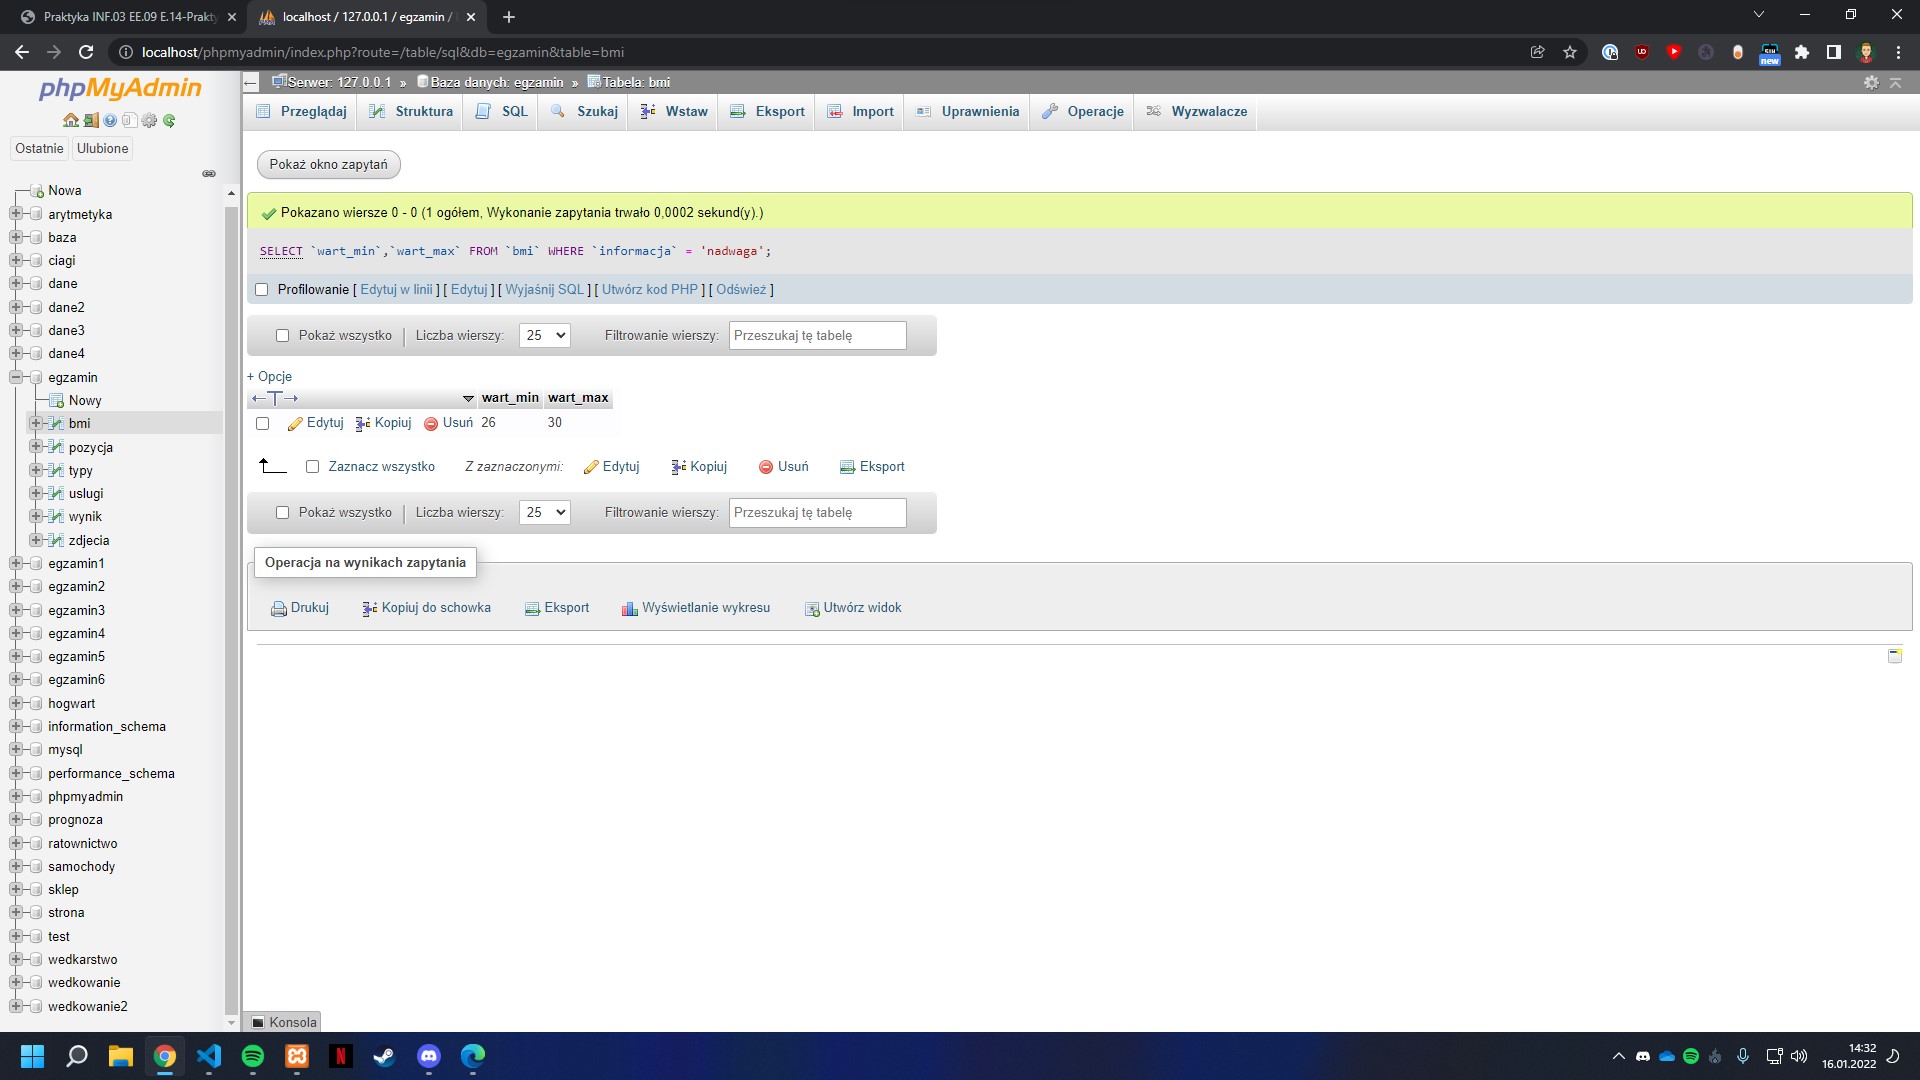 Praktyka INF.03 EE.09 E.14-Prakty
localhost / 127.0.0.1 / egzamin /
localhost/phpmyadmin/index.php?route=/table/sql&db=egzamin&table=bmi
new
phpMyAdmin
Ostatnie
Ulubione
Nowa
arytmetyka
baza
ciagi
dane
dane2
dane3
dane4
egzamin
Nowy
bmi
pozycja
typy
uslugi
wynik
zdjecia
egzamin1
egzamin2
egzamin3
egzamin4
egzamin5
egzamin6
hogwart
information_schema
mysql
performance_schema
phpmyadmin
prognoza
ratownictwo
samochody
sklep
strona
test
wedkarstwo
wedkowanie
wedkowanie2
Serwer: 127.0.0.1 » Baza danych: egzamin » Tabela: bmi
Przeglądaj Struktura SQL Szukaj Wstaw Eksport Import Uprawnienia Operacje Wyzwalacze
Pokaż okno zapytań
Pokazano wiersze 0 - 0 (1 ogółem, Wykonanie zapytania trwało 0,0002 sekund(y).)
SELECT `wart_min`,`wart_max` FROM `bmi` WHERE `informacja` = 'nadwaga';
Profilowanie [ Edytuj w linii ] [ Edytuj ] [ Wyjaśnij SQL ] [ Utwórz kod PHP ] [ Odśwież ]
Pokaż wszystko Liczba wierszy: 25 Filtrowanie wierszy: Przeszukaj tę tabelę
+ Opcje
←T→ wart_min wart_max
Edytuj Kopiuj Usuń 26 30
Zaznacz wszystko Z zaznaczonymi: Edytuj Kopiuj Usuń Eksport
Pokaż wszystko Liczba wierszy: 25 Filtrowanie wierszy: Przeszukaj tę tabelę
Operacja na wynikach zapytania
Drukuj Kopiuj do schowka Eksport Wyświetlanie wykresu Utwórz widok
Konsola
14:32
16.01.2022